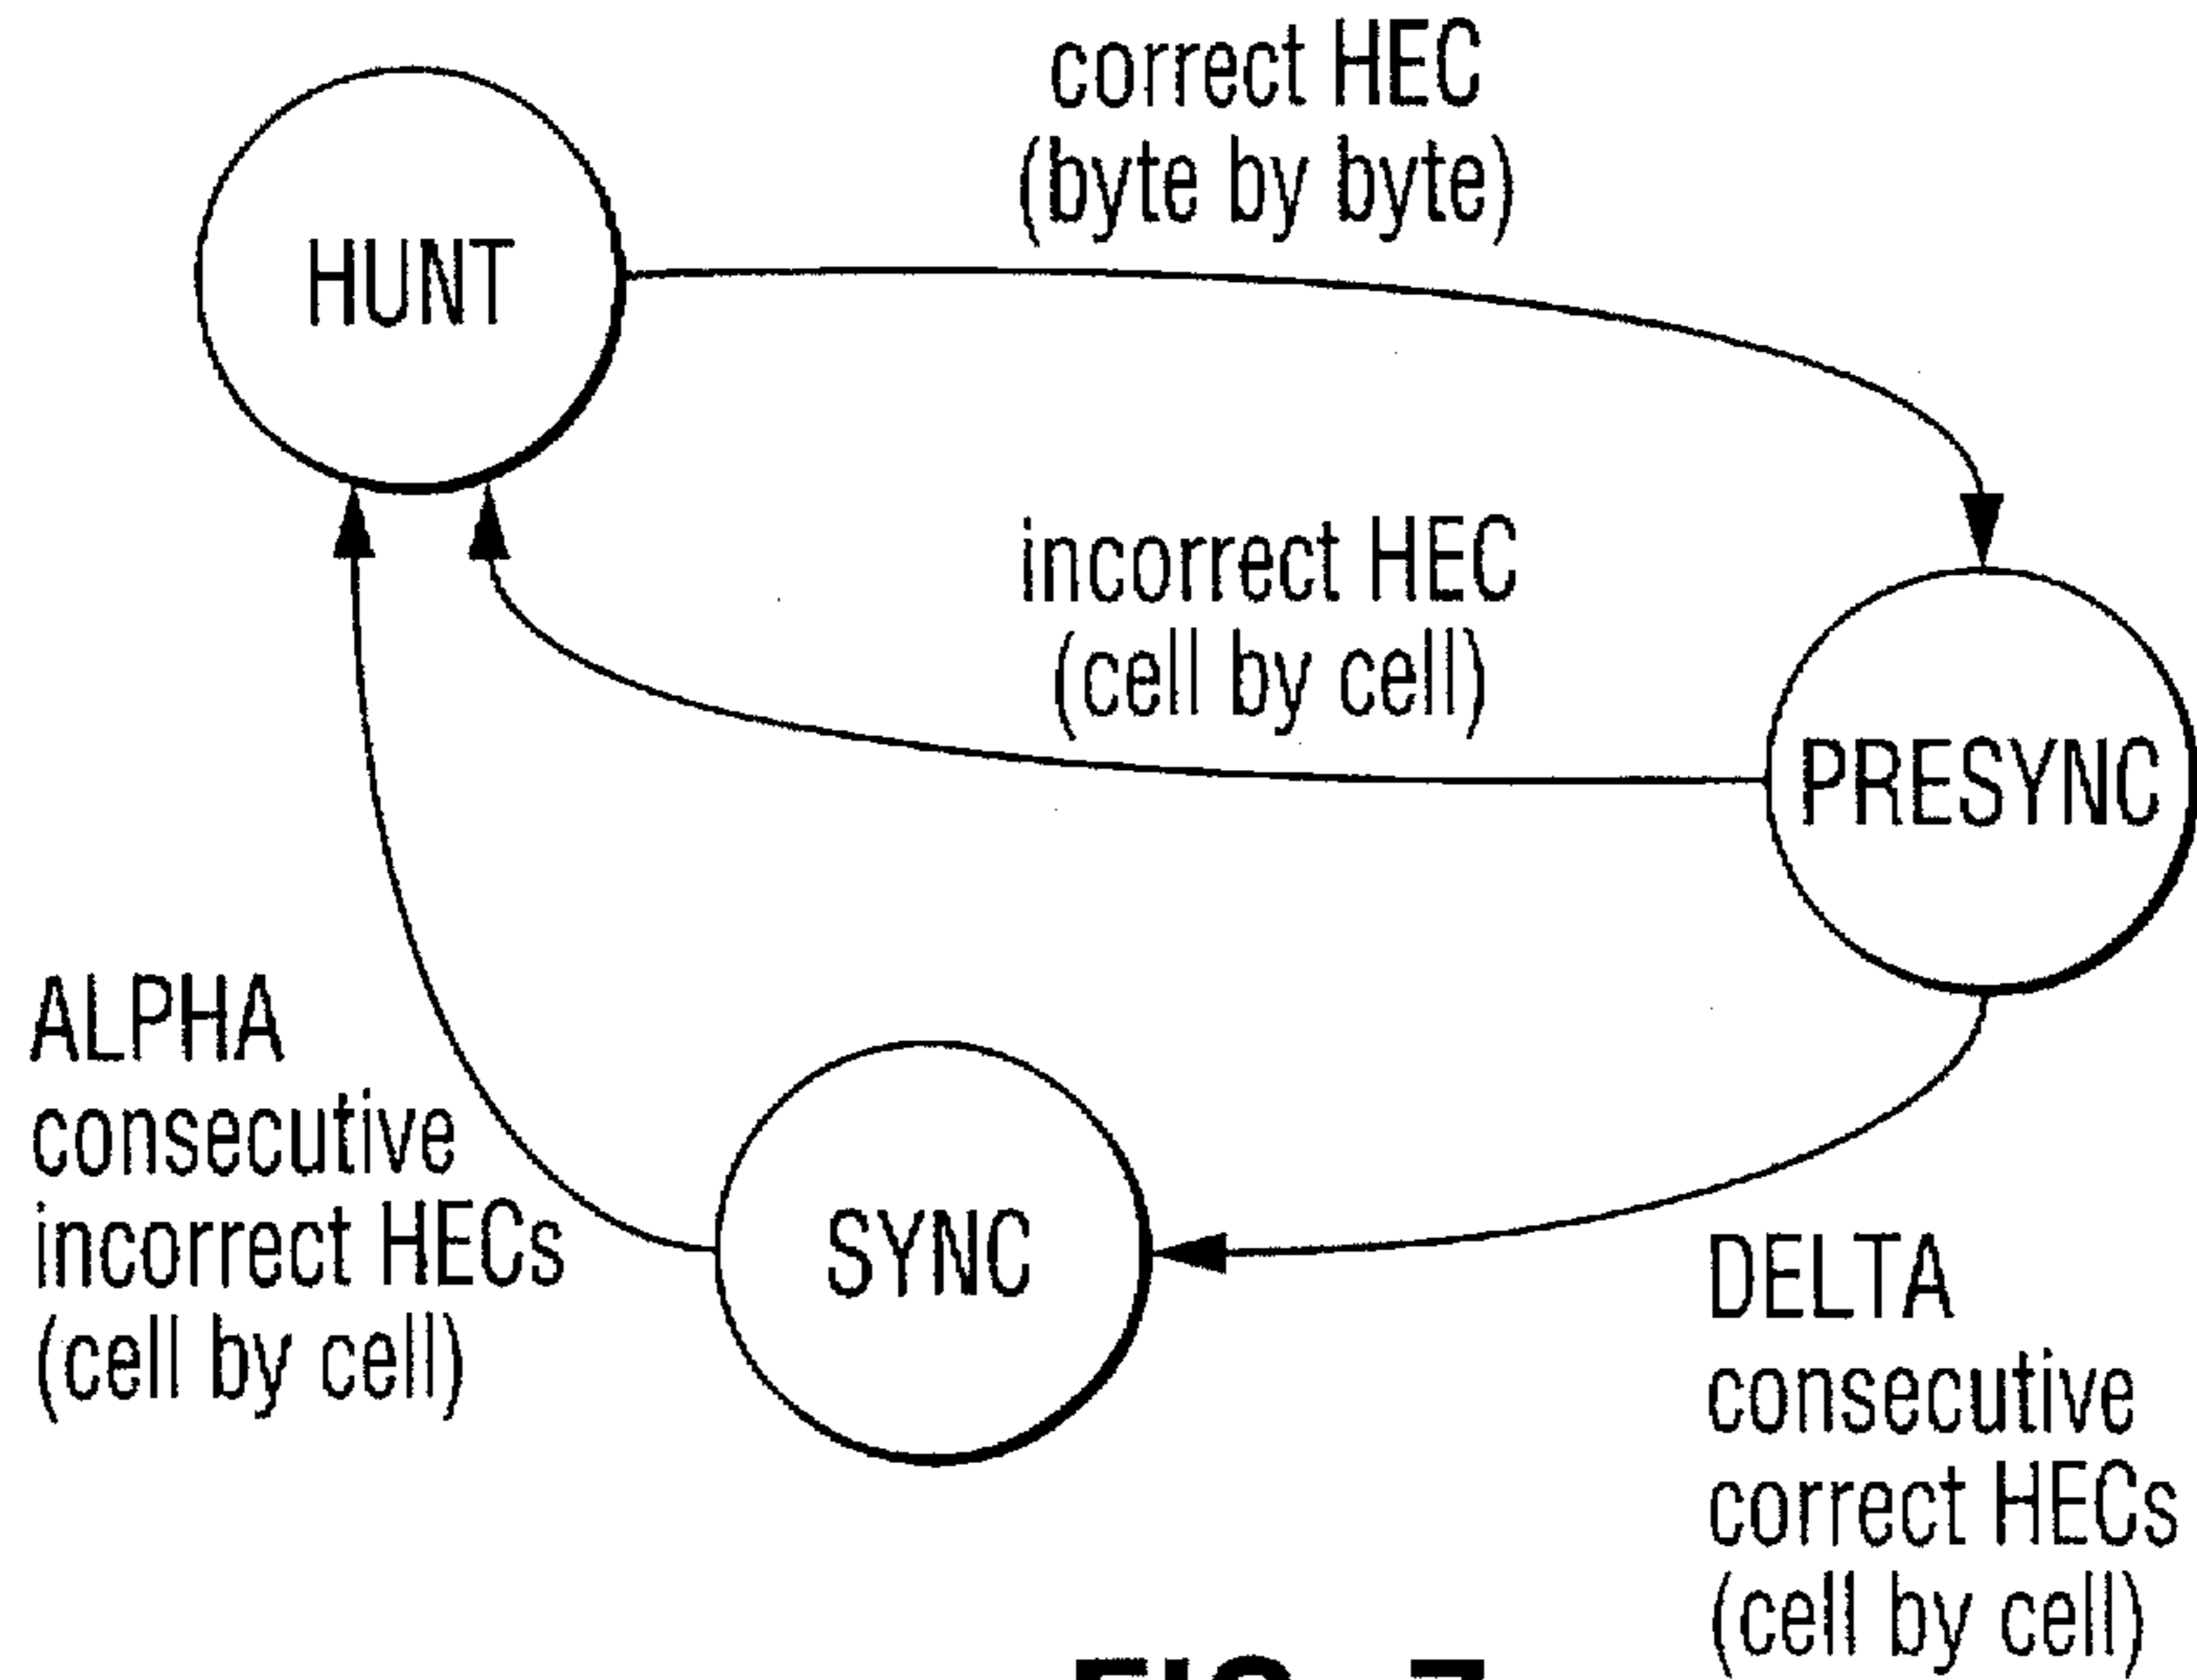 correct HEC
(byte by byte)
HUNT
incorrect HEC
(cell by cell)
PRESYNC
ALPHA
consecutive
incorrect HECs
(cell by cell)
SYNC
DELTA
consecutive
correct HECs
(cell by cell)